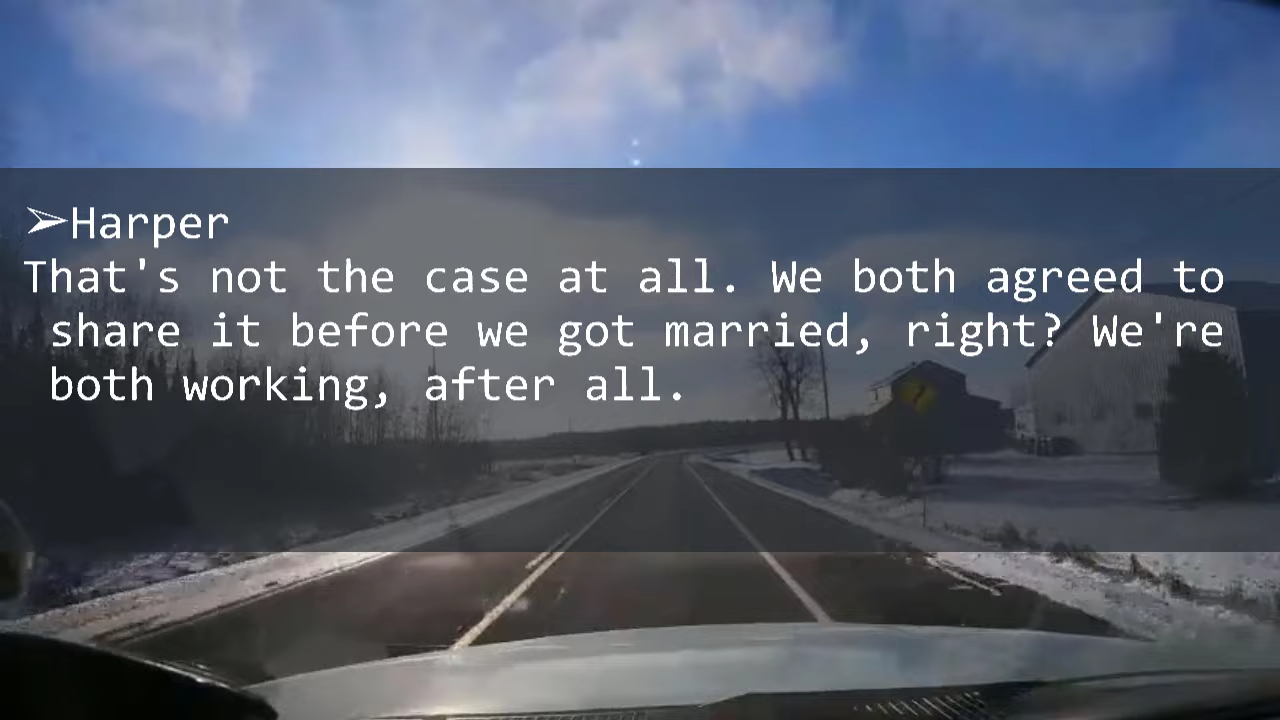 ➢Harper
That's not the case at all. We both agreed to
share it before we got married, right? We're
both working, after all.